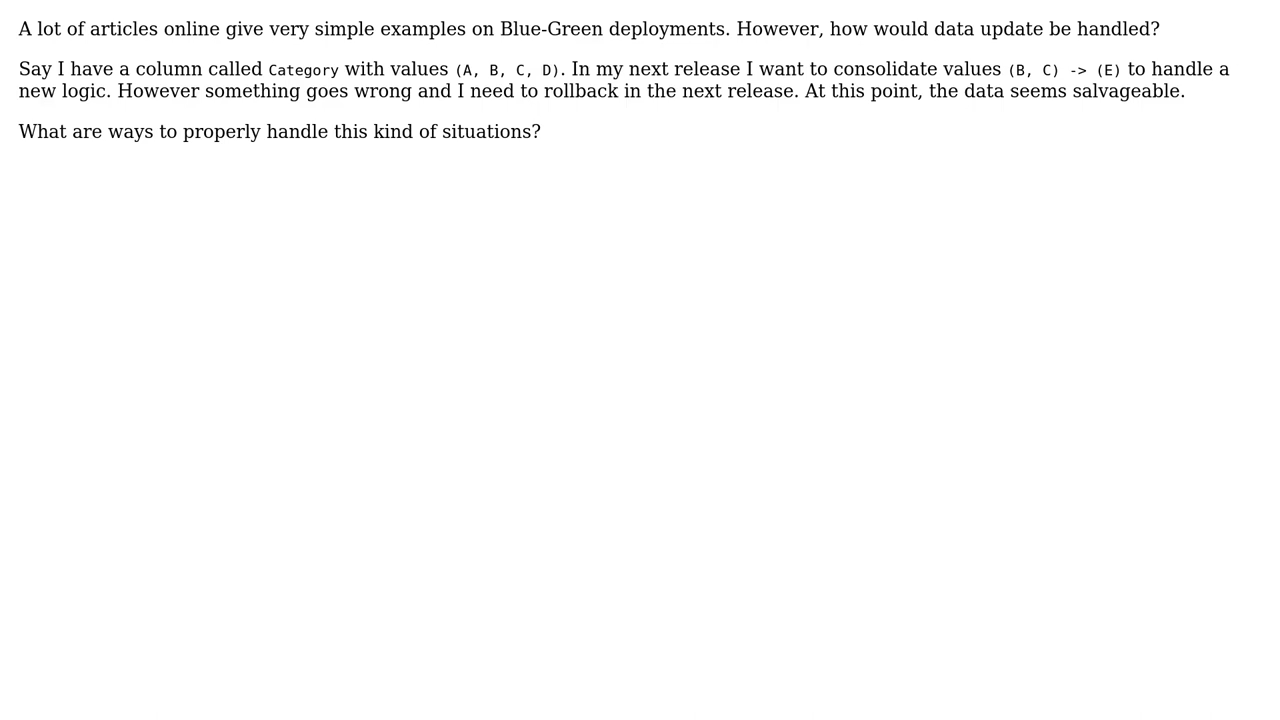 A lot of articles online give very simple examples on Blue-Green deployments. However, how would data update be handled?
Say I have a column called Category with values (A, B, C, D). In my next release I want to consolidate values (B, C) -> (E) to handle a
new logic. However something goes wrong and I need to rollback in the next release. At this point, the data seems salvageable.
What are ways to properly handle this kind of situations?